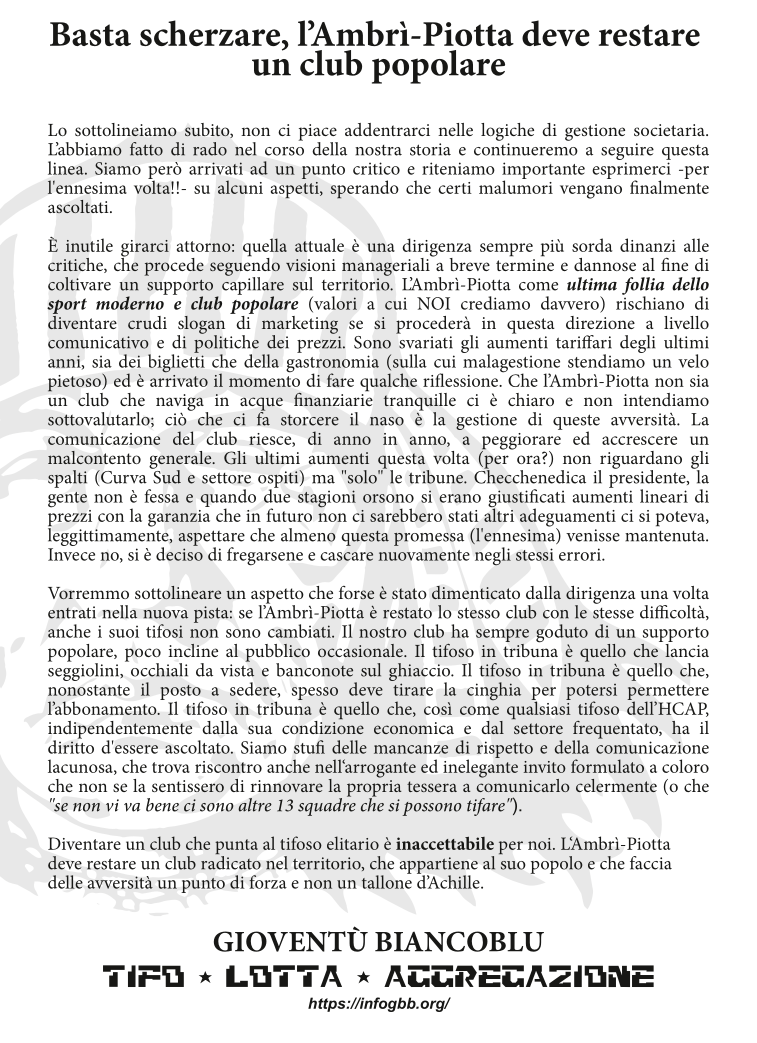 Basta scherzare, l'Ambrì-Piotta deve restare
un club popolare
Lo sottolineiamo subito, non ci piace addentrarci nelle logiche di gestione societaria.
L'abbiamo fatto di rado nel corso della nostra storia e continueremo a seguire questa
linea. Siamo però arrivati ad un punto critico e riteniamo importante esprimerci -per
l'ennesima volta!!- su alcuni aspetti, sperando che certi malumori vengano finalmente
ascoltati.
È inutile girarci attorno: quella attuale è una dirigenza sempre più sorda dinanzi alle
critiche, che procede seguendo visioni manageriali a breve termine e dannose al fine di
coltivare un supporto capillare sul territorio. L'Ambrì-Piotta come ultima follia dello
sport moderno e club popolare (valori a cui NOI crediamo davvero) rischiano di
diventare crudi slogan di marketing se si procederà in questa direzione a livello
comunicativo e di politiche dei prezzi. Sono svariati gli aumenti tariffari degli ultimi
anni, sia dei biglietti che della gastronomia (sulla cui malagestione stendiamo un velo
pietoso) ed è arrivato il momento di fare qualche riflessione. Che l'Ambrì-Piotta non sia
un club che naviga in acque finanziarie tranquille ci è chiaro e non intendiamo
sottovalutarlo; ciò che ci fa storcere il naso è la gestione di queste avversità. La
comunicazione del club riesce, di anno in anno, a peggiorare ed accrescere un
malcontento generale. Gli ultimi aumenti questa volta (per ora?) non riguardano gli
spalti (Curva Sud e settore ospiti) ma "solo" le tribune. Checchenedica il presidente, la
gente non è fessa e quando due stagioni orsono si erano giustificati aumenti lineari di
prezzi con la garanzia che in futuro non ci sarebbero stati altri adeguamenti ci si poteva,
leggittimamente, aspettare che almeno questa promessa (l'ennesima) venisse mantenuta.
Invece no, si è deciso di fregarsene e cascare nuovamente negli stessi errori.
Vorremmo sottolineare un aspetto che forse è stato dimenticato dalla dirigenza una volta
entrati nella nuova pista: se l'Ambrì-Piotta è restato lo stesso club con le stesse difficoltà,
anche i suoi tifosi non sono cambiati. Il nostro club ha sempre goduto di un supporto
popolare, poco incline al pubblico occasionale. Il tifoso in tribuna è quello che lancia
seggiolini, occhiali da vista e banconote sul ghiaccio. Il tifoso in tribuna è quello che,
nonostante il posto a sedere, spesso deve tirare la cinghia per potersi permettere
l'abbonamento. Il tifoso in tribuna è quello che, così come qualsiasi tifoso dell'HCAP,
indipendentemente dalla sua condizione economica e dal settore frequentato, ha il
diritto d'essere ascoltato. Siamo stufi delle mancanze di rispetto e della comunicazione
lacunosa, che trova riscontro anche nell'arrogante ed inelegante invito formulato a coloro
che non se la sentissero di rinnovare la propria tessera a comunicarlo celermente (o che
"se non vi va bene ci sono altre 13 squadre che si possono tifare").
Diventare un club che punta al tifoso elitario è inaccettabile per noi. L'Ambrì-Piotta
deve restare un club radicato nel territorio, che appartiene al suo popolo e che faccia
delle avversità un punto di forza e non un tallone d'Achille.
GIOVENTÙ BIANCOBLU
TIFO ★ LOTTA ★ AGGREGAZIONE
https://infogbb.org/